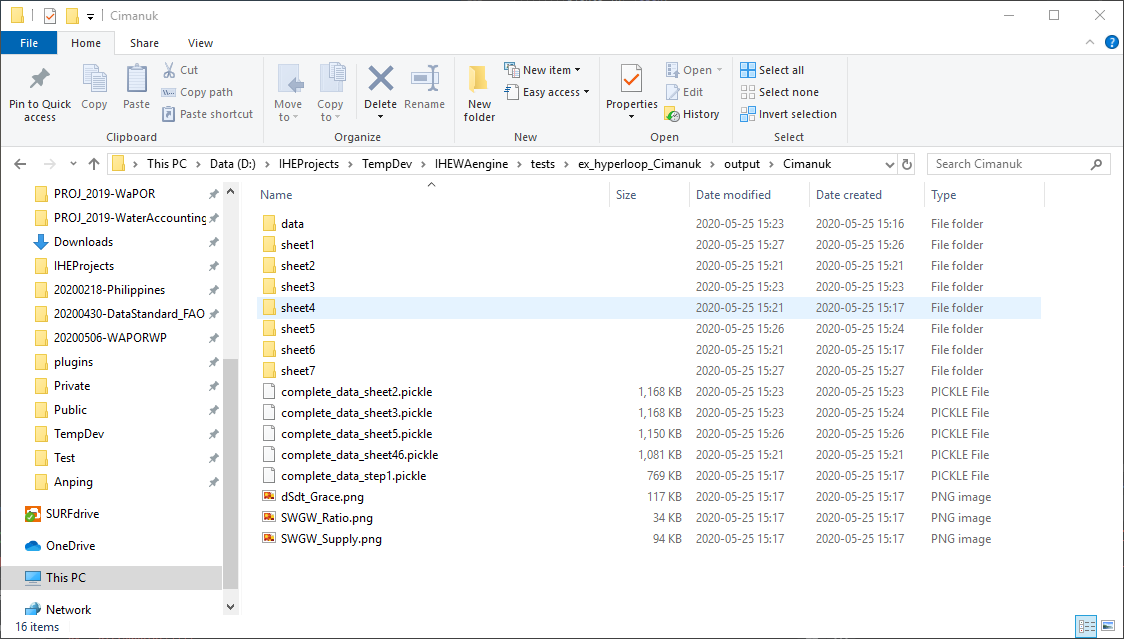 Cimanuk
File Home Share View
Pin to Quick access
Copy
Paste
Cut
Copy path
Paste shortcut
Clipboard
Move to
Copy to
Delete
Rename
Organize
New folder
New item
Easy access
New
Properties
Open
Edit
History
Open
Select all
Select none
Invert selection
Select
This PC > Data (D:) > IHEProjects > TempDev > IHEWAengine > tests > ex_hyperloop_Cimanuk > output > Cimanuk
Search Cimanuk
PROJ_2019-WaPOR
PROJ_2019-WaterAccounting
Downloads
IHEProjects
20200218-Philippines
20200430-DataStandard_FAO
20200506-WAPORWP
plugins
Private
Public
TempDev
Test
Anping
SURFdrive
OneDrive
This PC
Network
Name Size Date modified Date created Type
data 2020-05-25 15:23 2020-05-25 15:16 File folder
sheet1 2020-05-25 15:27 2020-05-25 15:26 File folder
sheet2 2020-05-25 15:21 2020-05-25 15:21 File folder
sheet3 2020-05-25 15:23 2020-05-25 15:23 File folder
sheet4 2020-05-25 15:21 2020-05-25 15:17 File folder
sheet5 2020-05-25 15:26 2020-05-25 15:24 File folder
sheet6 2020-05-25 15:21 2020-05-25 15:17 File folder
sheet7 2020-05-25 15:27 2020-05-25 15:27 File folder
complete_data_sheet2.pickle 1,168 KB 2020-05-25 15:23 2020-05-25 15:23 PICKLE File
complete_data_sheet3.pickle 1,168 KB 2020-05-25 15:23 2020-05-25 15:24 PICKLE File
complete_data_sheet5.pickle 1,150 KB 2020-05-25 15:26 2020-05-25 15:26 PICKLE File
complete_data_sheet46.pickle 1,081 KB 2020-05-25 15:21 2020-05-25 15:21 PICKLE File
complete_data_step1.pickle 769 KB 2020-05-25 15:17 2020-05-25 15:17 PICKLE File
dSdt_Grace.png 117 KB 2020-05-25 15:17 2020-05-25 15:17 PNG image
SWGW_Ratio.png 34 KB 2020-05-25 15:17 2020-05-25 15:17 PNG image
SWGW_Supply.png 94 KB 2020-05-25 15:17 2020-05-25 15:17 PNG image
16 items